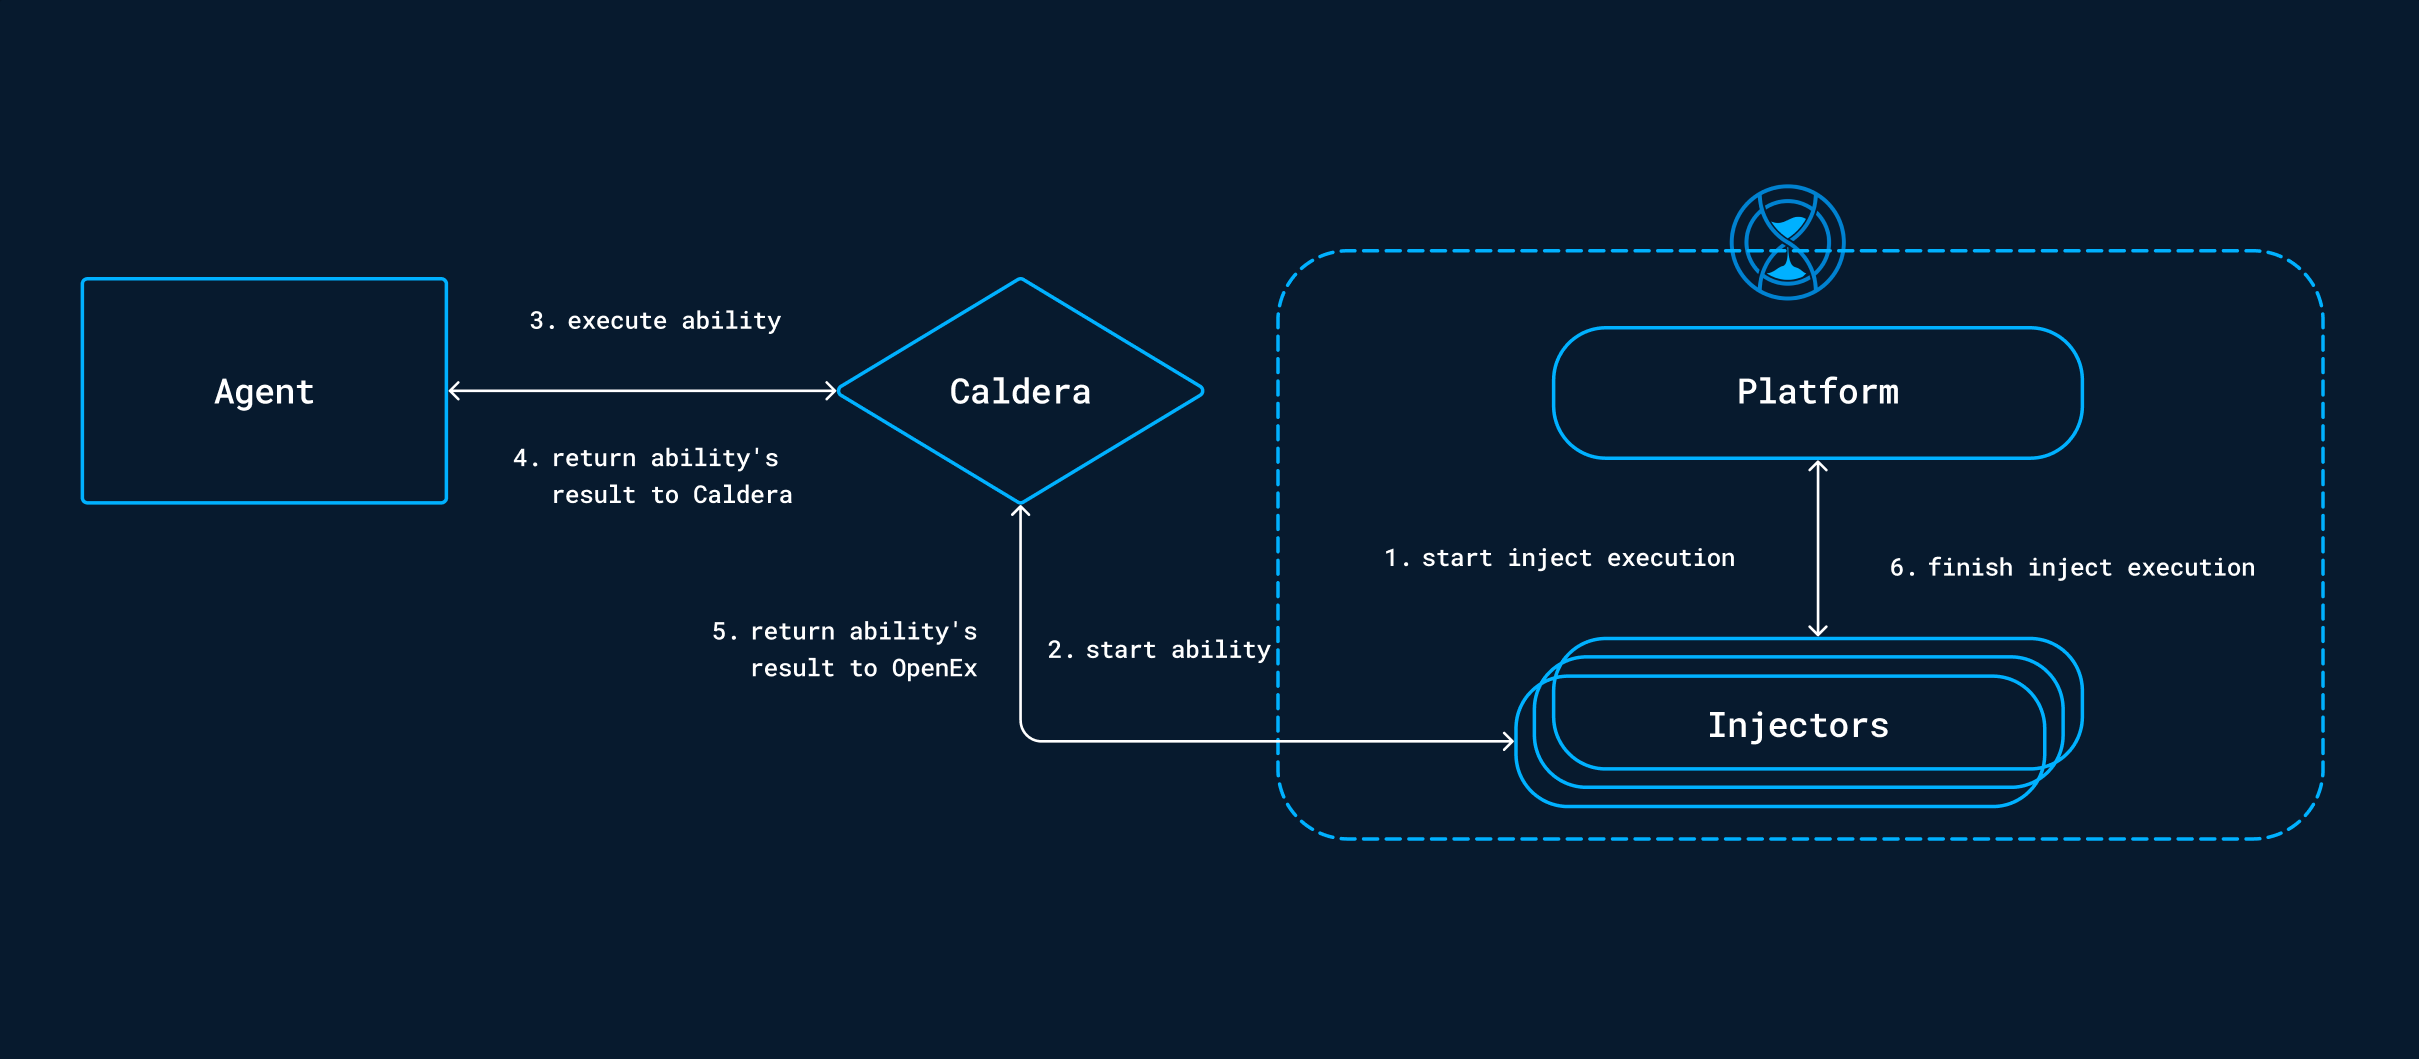 Agent
3. execute ability
4. return ability's
result to Caldera
Caldera
5. return ability's
result to OpenEx
2. start ability
Platform
1. start inject execution
6. finish inject execution
Injectors